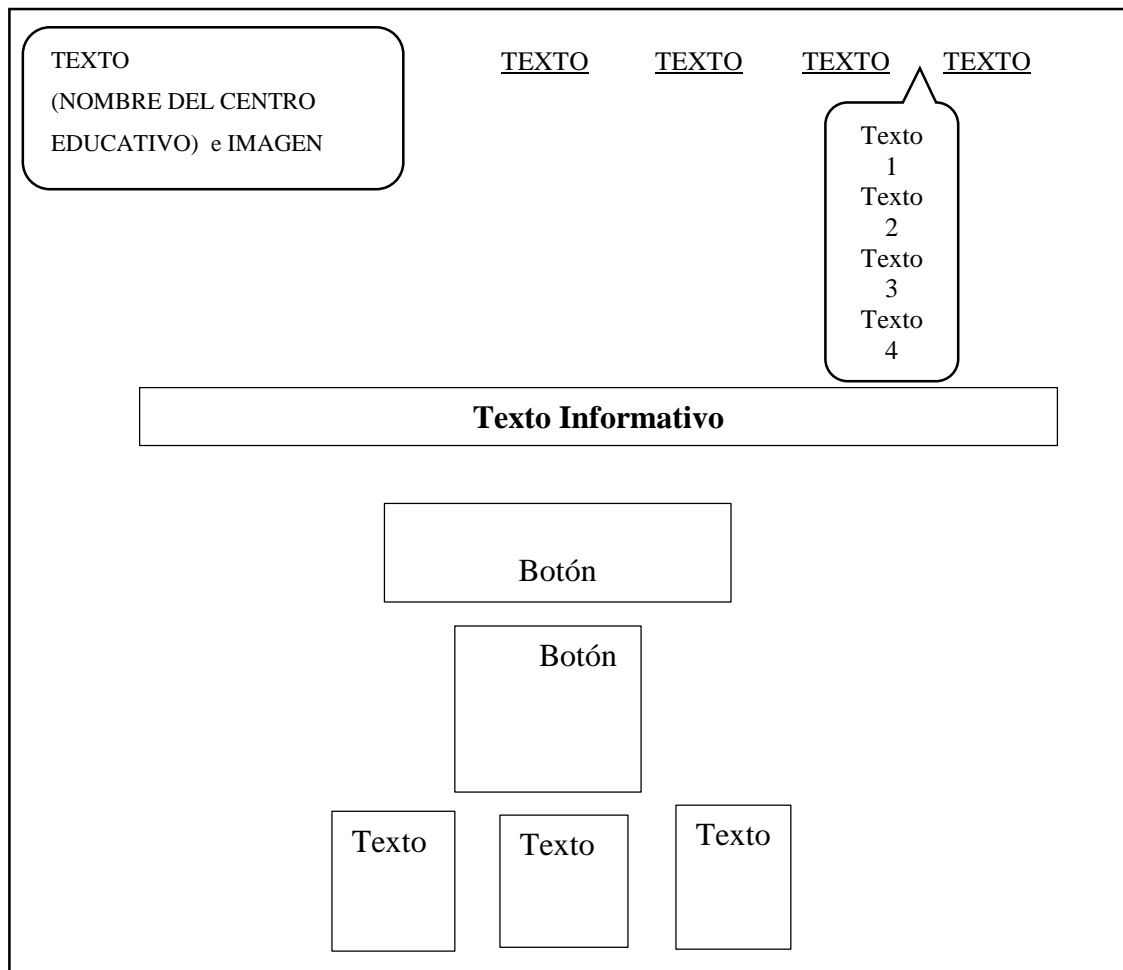 TEXTO
(NOMBRE DEL CENTRO
EDUCATIVO) e IMAGEN
TEXTO TEXTO TEXTO TEXTO
Texto
1
Texto
2
Texto
3
Texto
4
Texto Informativo
Botón
Botón
Texto
Texto
Texto